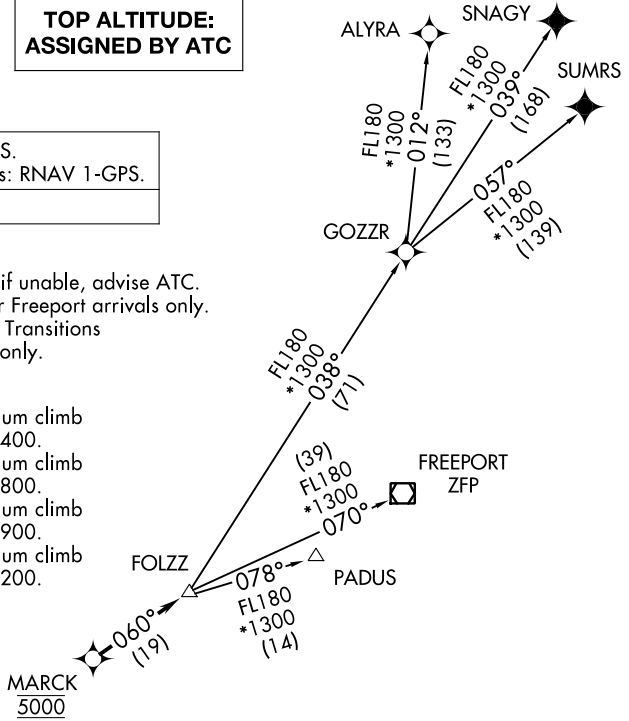 TOP ALTITUDE:
ASSIGNED BY ATC
S.
s: RNAV 1-GPS.
if unable, advise ATC.
r Freeport arrivals only.
Transitions
only.
um climb
400.
um climb
800.
um climb
900.
um climb
200.
ALYRA
SNAGY
SUMRS
FL180
*1300
012°
(133)
FL180
*1300
039°
(168)
057°
FL180
*1300
(139)
GOZZR
FL180
*1300
038°
(71)
(39)
FL180
*1300
070°
FREEPORT
ZFP
FOLZZ
078°
FL180
*1300
(14)
PADUS
060°
(19)
MARCK
5000